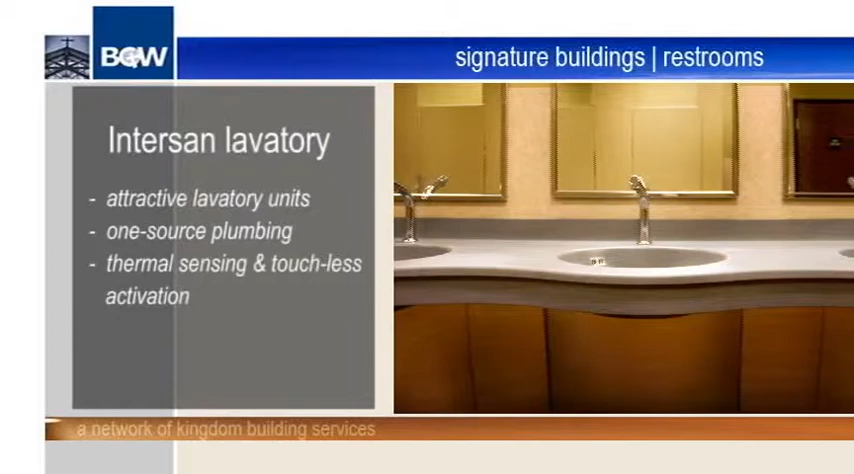 BGW
signature buildings | restrooms
Intersan lavatory
- attractive lavatory units
- one-source plumbing
- thermal sensing & touch-less
activation
a network of kingdom building services